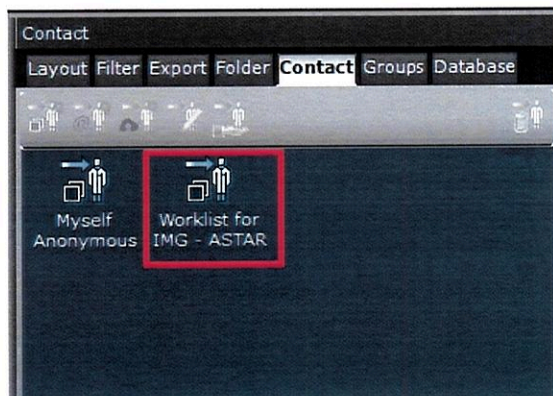 Contact
Layout Filter Export Folder Contact Groups Database
Myself Worklist for
Anonymous IMG - ASTAR